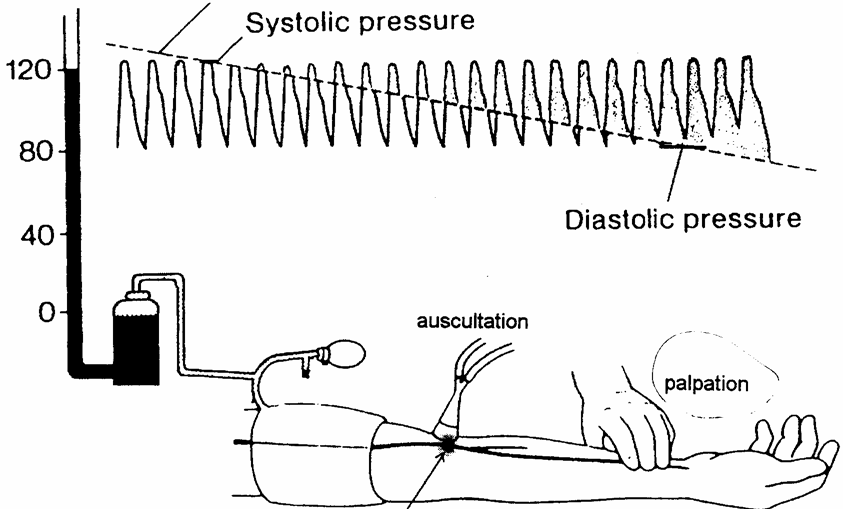 Systolic pressure
120
80
Diastolic pressure
40
0
auscultation
palpation